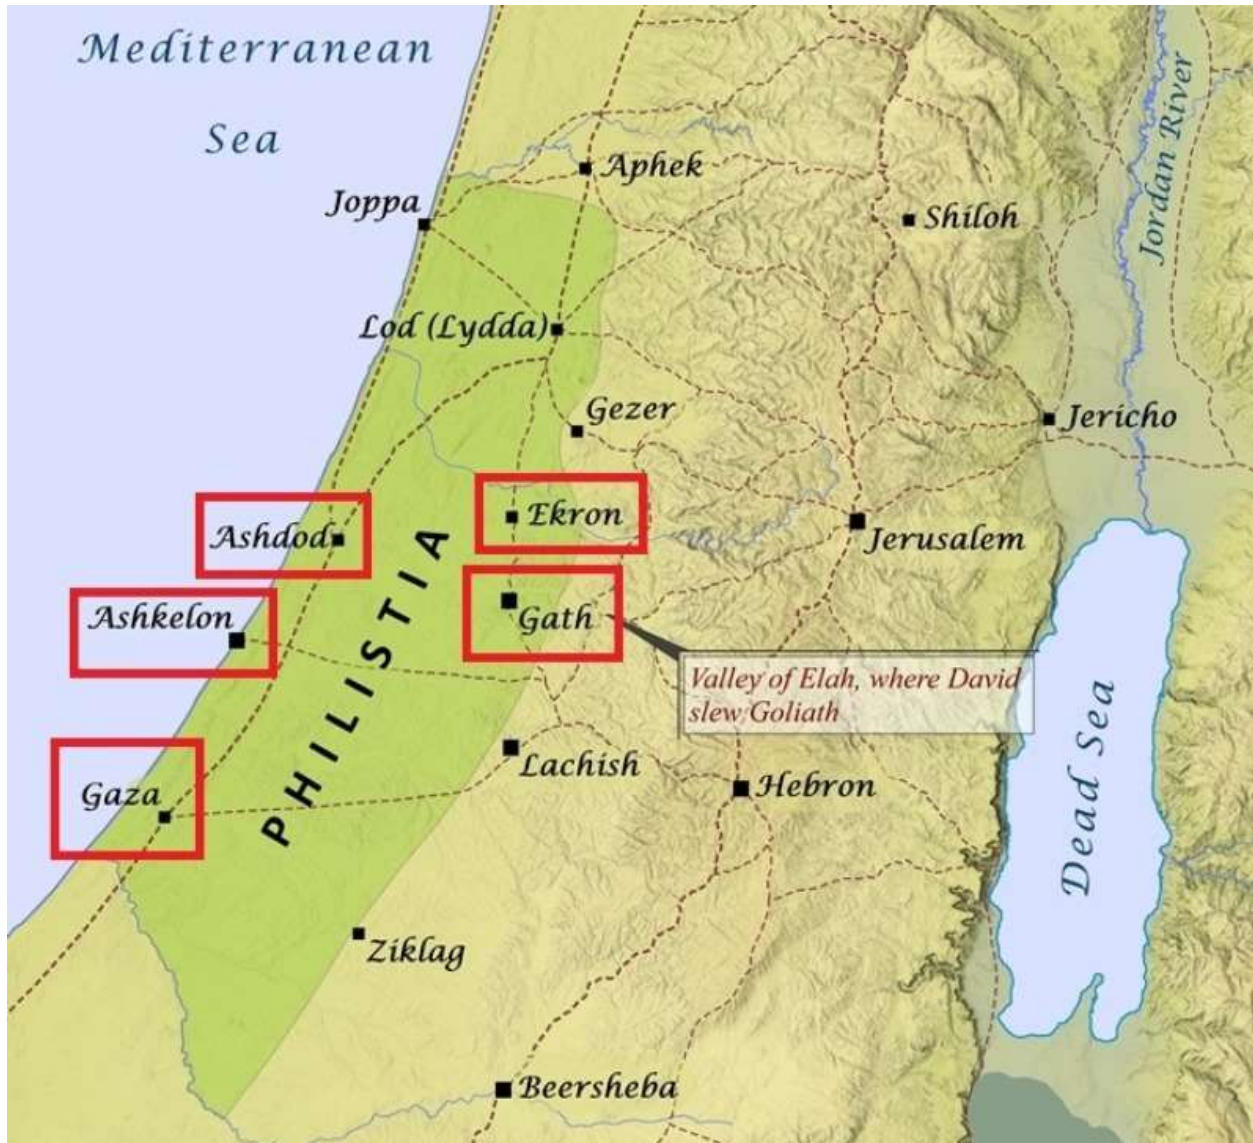 Mediterranean
Sea
Jordan River
Aphek
Joppa
Shiloh
Lod (Lydda)
Gezer
Jericho
Ekron
Ashdod
Jerusalem
Ashkelon
Gath
PHILISTIA
Valley of Elah, where David
slew Goliath
Lachish
Hebron
Gaza
Dead Sea
Ziklag
Beersheba